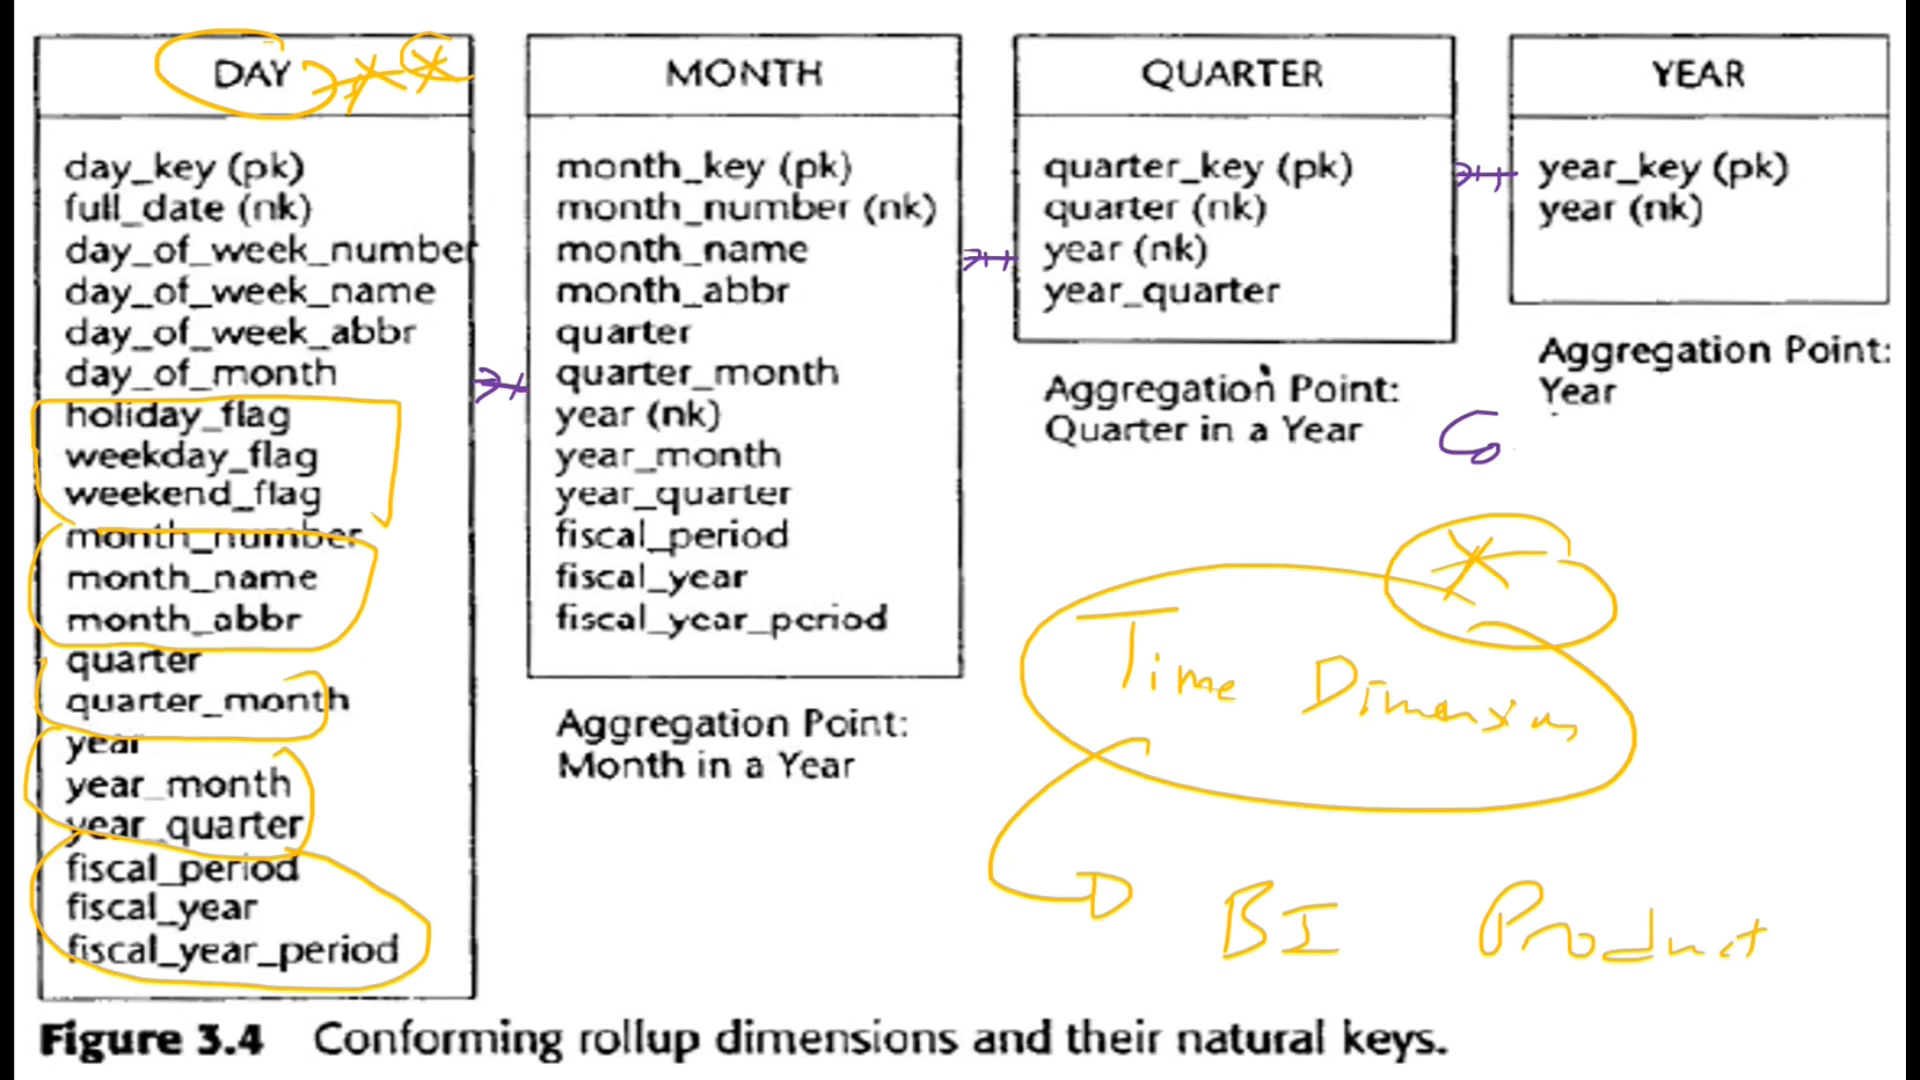 DAY
day_key (pk)
full_date (nk)
day_of_week_number
day_of_week_name
day_of_week_abbr
day_of_month
holiday_flag
weekday_flag
weekend_flag
month_number
month_name
month_abbr
quarter
quarter_month
year
year_month
year_quarter
fiscal_period
fiscal_year
fiscal_year_period
MONTH
month_key (pk)
month_number (nk)
month_name
month_abbr
quarter
quarter_month
year (nk)
year_month
year_quarter
fiscal_period
fiscal_year
fiscal_year_period
Aggregation Point:
Month in a Year
QUARTER
quarter_key (pk)
quarter (nk)
year (nk)
year_quarter
Aggregation Point:
Quarter in a Year
YEAR
year_key (pk)
year (nk)
Aggregation Point:
Year
Time Dimension
BI Product
Figure 3.4 Conforming rollup dimensions and their natural keys.